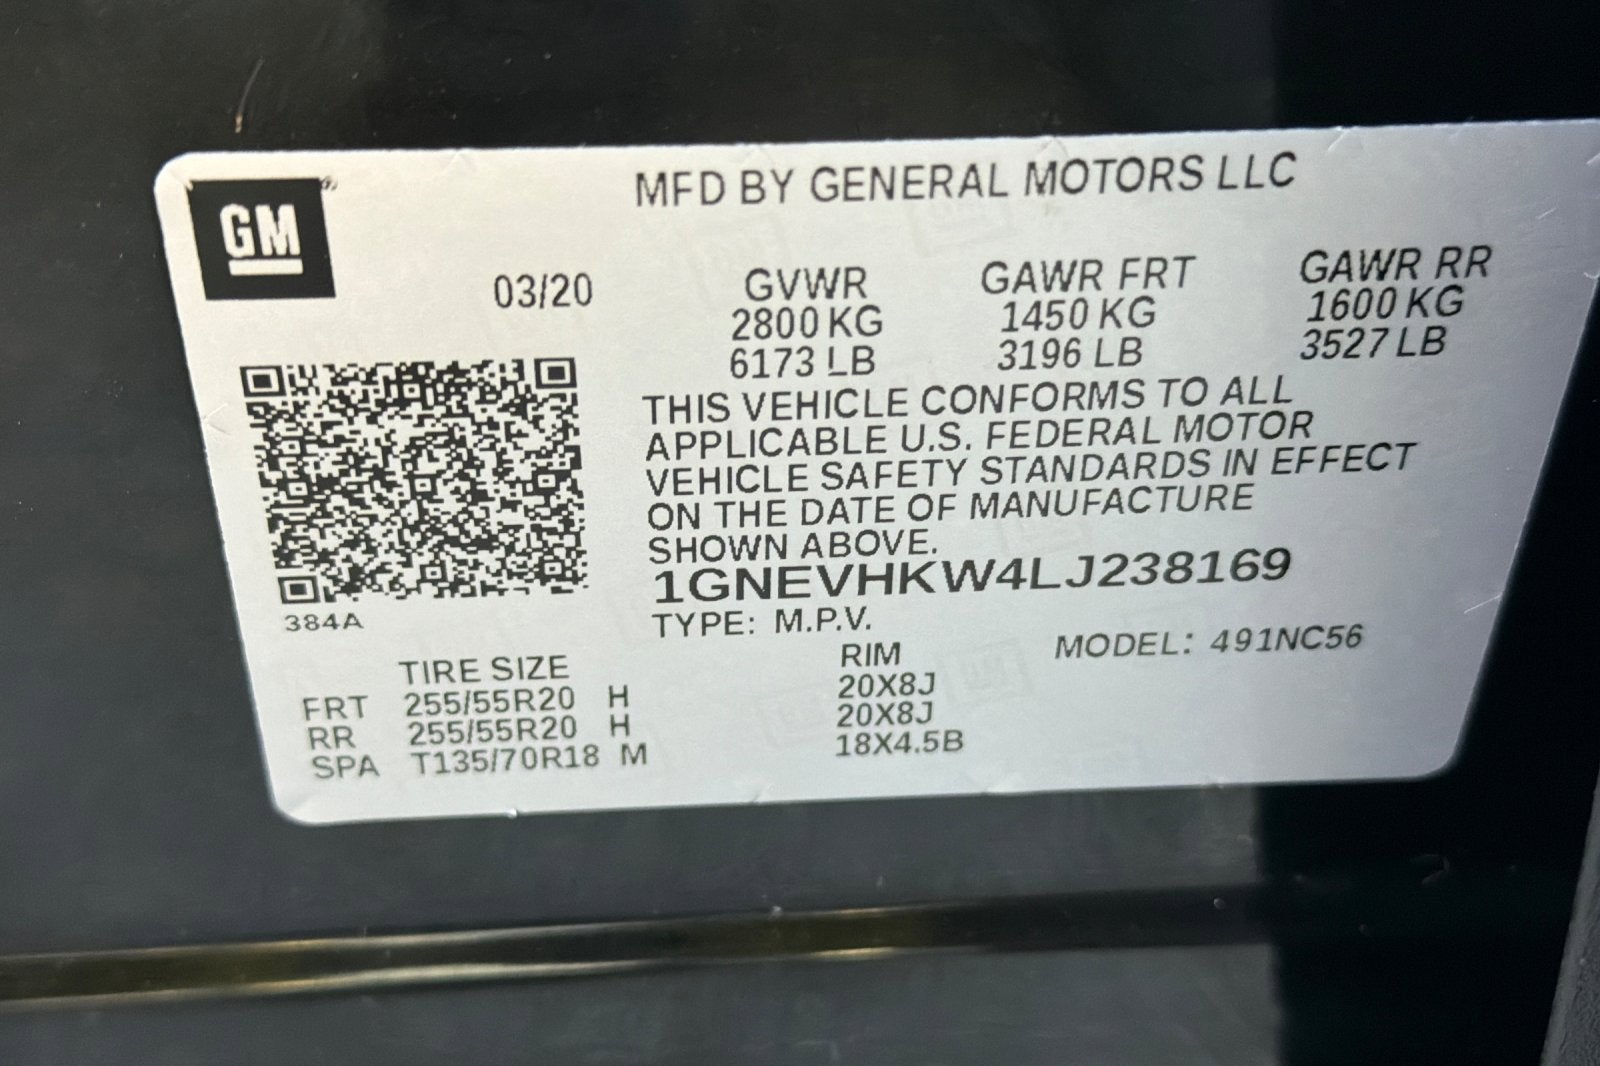 GM
MFD BY GENERAL MOTORS LLC
03/20
GVWR GAWR FRT GAWR RR
2800 KG 1450 KG 1600 KG
6173 LB 3196 LB 3527 LB
THIS VEHICLE CONFORMS TO ALL
APPLICABLE U.S. FEDERAL MOTOR
VEHICLE SAFETY STANDARDS IN EFFECT
ON THE DATE OF MANUFACTURE
SHOWN ABOVE.
1GNEVHKW4LJ238169
384A
TYPE: M.P.V.
MODEL: 491NC56
TIRE SIZE RIM
FRT 255/55R20 H 20X8J
RR 255/55R20 H 20X8J
SPA T135/70R18 M 18X4.5B